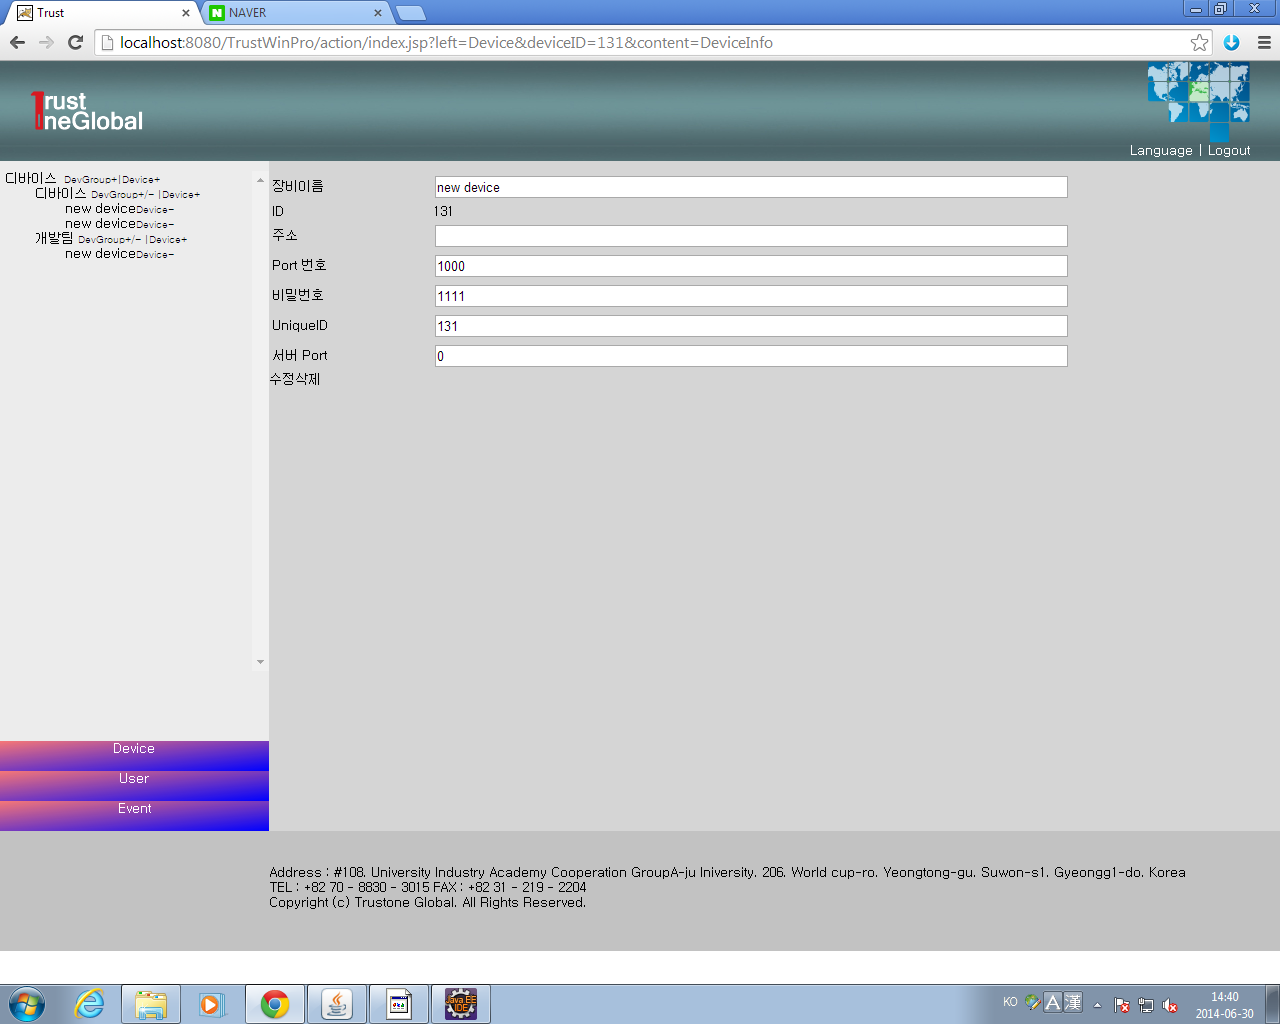 Trust
NAVER
localhost:8080/TrustWinPro/action/index.jsp?left=Device&deviceID=131&content=DeviceInfo
Trust
OneGlobal
Language | Logout
디바이스 DevGroup+|Device+
디바이스 DevGroup+/- |Device+
new deviceDevice-
new deviceDevice-
개발팀 DevGroup+/- |Device+
new deviceDevice-
장비이름 new device
ID 131
주소
Port 번호 1000
비밀번호 1111
UniqueID 131
서버 Port 0
수정삭제
Device
User
Event
Address : #108. University Industry Academy Cooperation GroupA-ju Iniversity. 206. World cup-ro. Yeongtong-gu. Suwon-s1. Gyeongg1-do. Korea
TEL : +82 70 - 8830 - 3015 FAX : +82 31 - 219 - 2204
Copyright (c) Trustone Global. All Rights Reserved.
Java EE
IDE
KO A 漢
14:40
2014-06-30